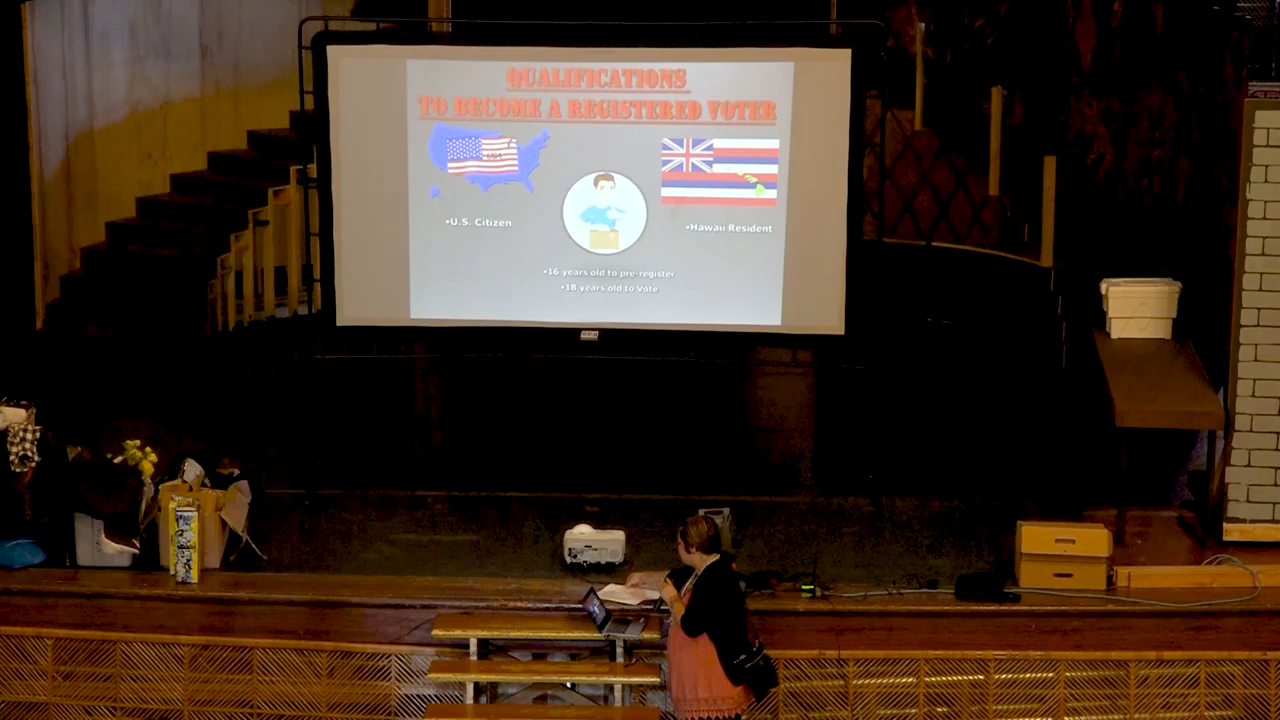 QUALIFICATIONS
TO BECOME A REGISTERED VOTER
•U.S. Citizen
•Hawaii Resident
•16 years old to pre-register
•18 years old to Vote